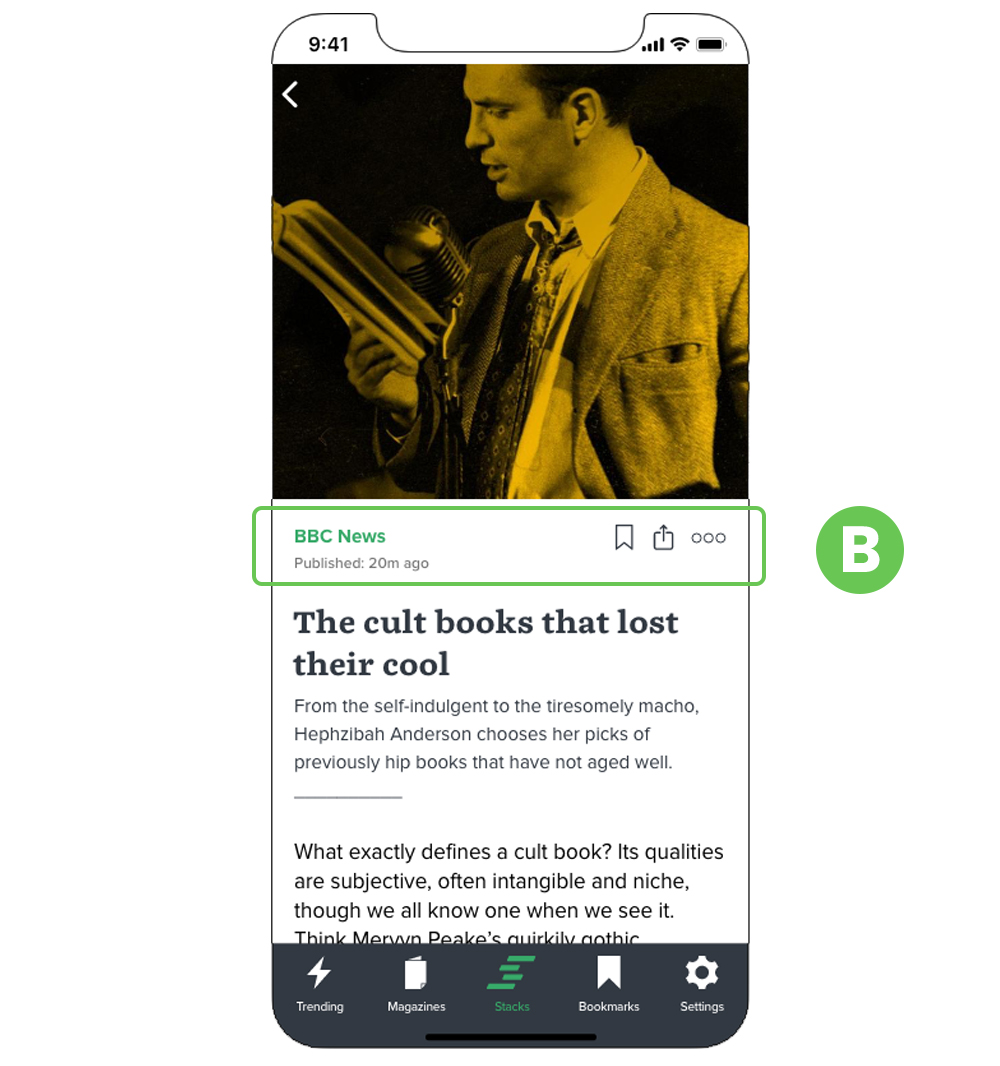 9:41
BBC News
Published: 20m ago
B
The cult books that lost
their cool
From the self-indulgent to the tiresomely macho,
Hephzibah Anderson chooses her picks of
previously hip books that have not aged well.
What exactly defines a cult book? Its qualities
are subjective, often intangible and niche,
though we all know one when we see it.
Think Mervyn Peake’s quirkily gothic
Trending
Magazines
Stacks
Bookmarks
Settings